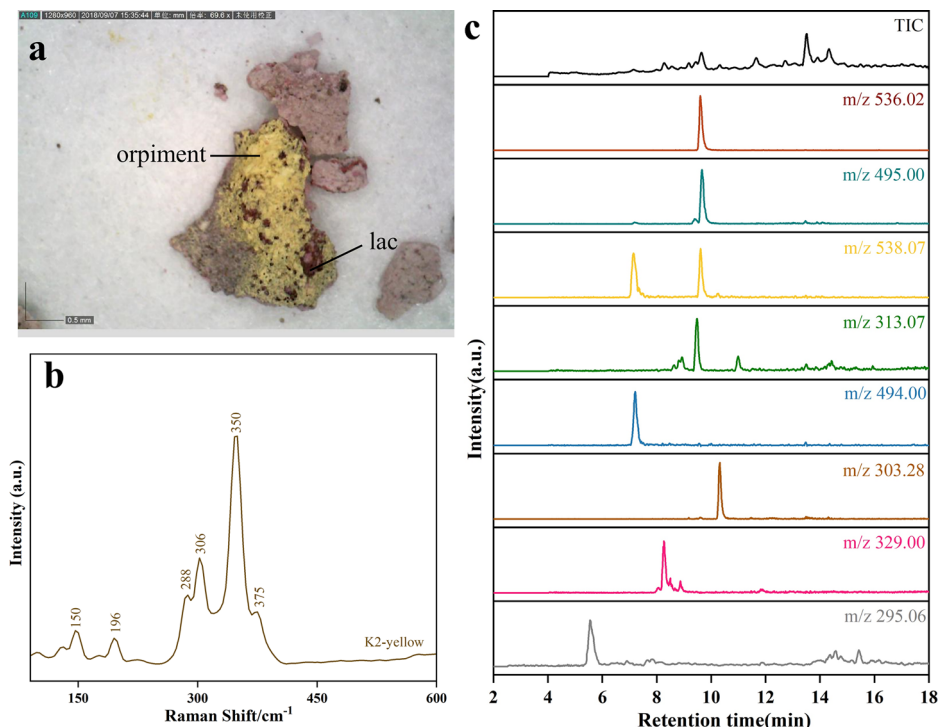 A109 1280x960 2018/09/07 15:35:44 单位: mm 倍率: 69.6 x 未使用校正
a
orpiment
lac
0.5 mm
b
Intensity (a.u.)
150
196
288
306
350
375
K2-yellow
150 300 450 600
Raman Shift/cm-1
c
Intensity(a.u.)
TIC
m/z 536.02
m/z 495.00
m/z 538.07
m/z 313.07
m/z 494.00
m/z 303.28
m/z 329.00
m/z 295.06
2 4 6 8 10 12 14 16 18
Retention time(min)